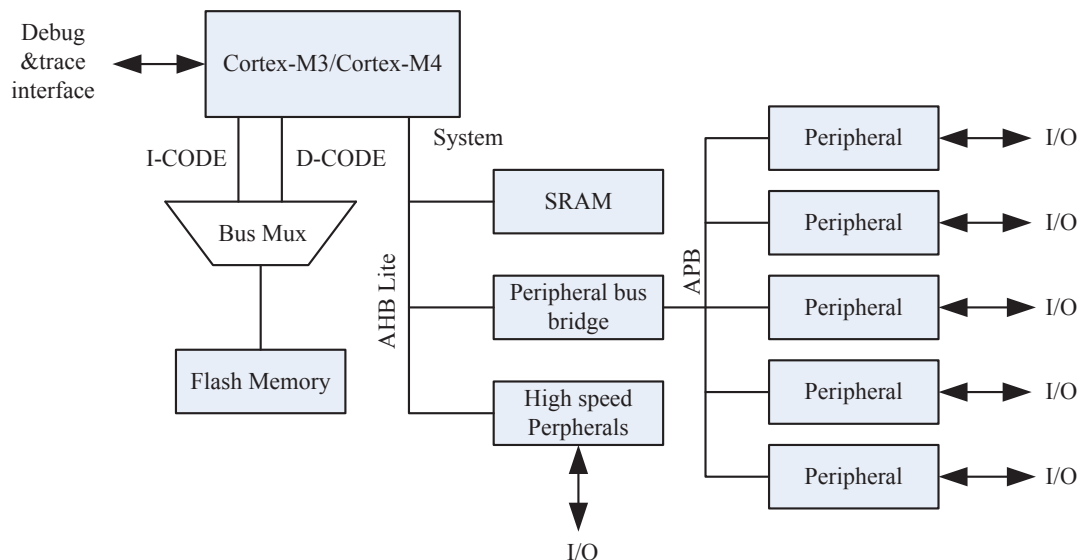 Debug
&trace
interface
Cortex-M3/Cortex-M4
I-CODE
D-CODE
System
Bus Mux
Flash Memory
AHB Lite
SRAM
Peripheral bus
bridge
High speed
Perpherals
I/O
APB
Peripheral
I/O
Peripheral
I/O
Peripheral
I/O
Peripheral
I/O
Peripheral
I/O